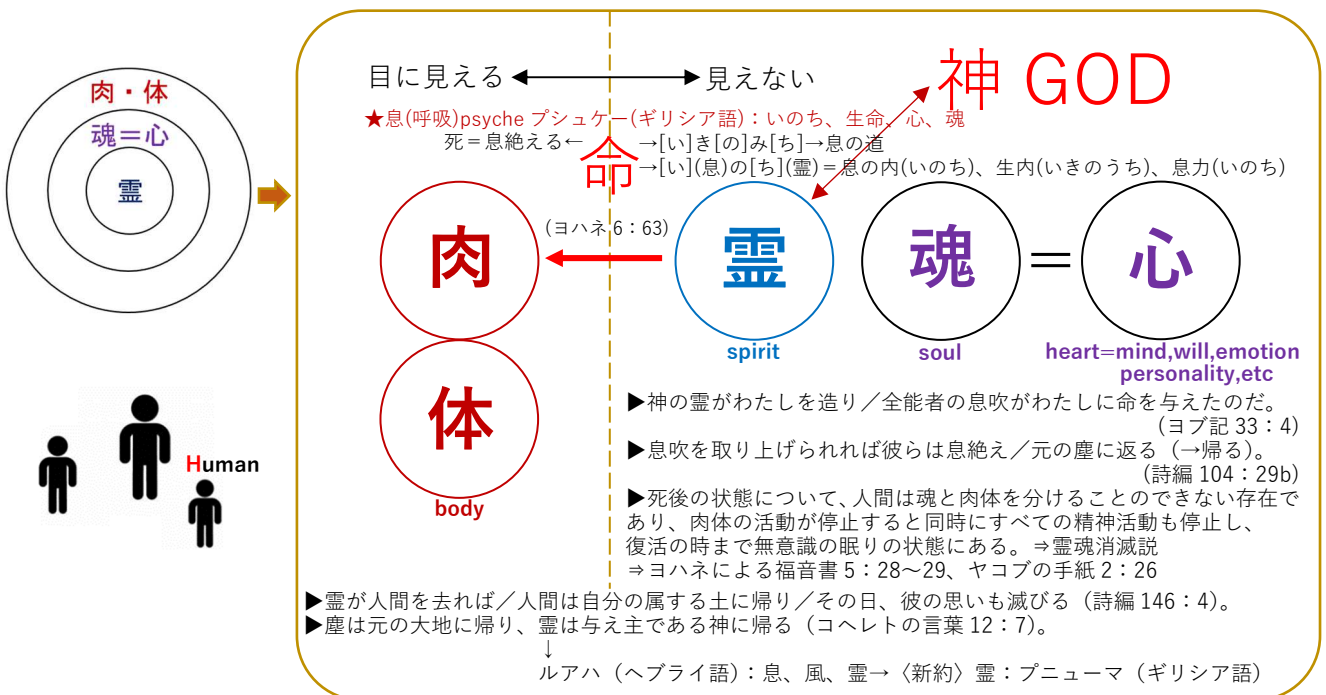 肉・体
魂＝心
霊
Human
目に見える
見えない
神 GOD
★息(呼吸)psyche プシュケー(ギリシア語)：いのち、生命、心、魂
死＝息絶える←
命
→[い]き[の]み[ち]→息の道
→[い](息)の[ち](霊)＝息の内(いのち)、生内(いきのうち)、息力(いのち)
(ヨハネ 6：63)
肉
霊
魂
＝
心
spirit
soul
heart=mind,will,emotion
personality,etc
体
body
▶神の霊がわたしを造り／全能者の息吹がわたしに命を与えたのだ。
(ヨブ記 33：4)
▶息吹を取り上げられれば彼らは息絶え／元の塵に返る（→帰る）。
(詩編 104：29b)
▶死後の状態について、人間は魂と肉体を分けることのできない存在で
あり、肉体の活動が停止すると同時にすべての精神活動も停止し、
復活の時まで無意識の眠りの状態にある。⇒霊魂消滅説
⇒ヨハネによる福音書 5：28～29、ヤコブの手紙 2：26
▶霊が人間を去れば／人間は自分の属する土に帰り／その日、彼の思いも滅びる（詩編 146：4）。
▶塵は元の大地に帰り、霊は与え主である神に帰る（コヘレトの言葉 12：7）。
↓
ルアハ（ヘブライ語）：息、風、霊→〈新約〉霊：プニューマ（ギリシア語）